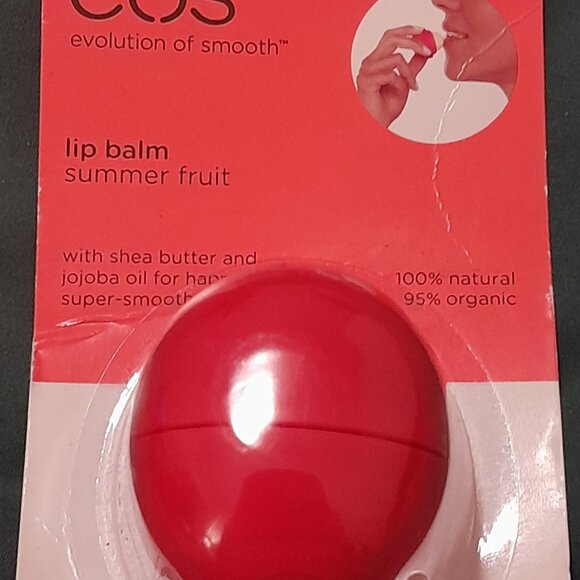 eos
evolution of smooth™
lip balm
summer fruit
with shea butter and
jojoba oil for
super-smooth
100% natural
95% organic